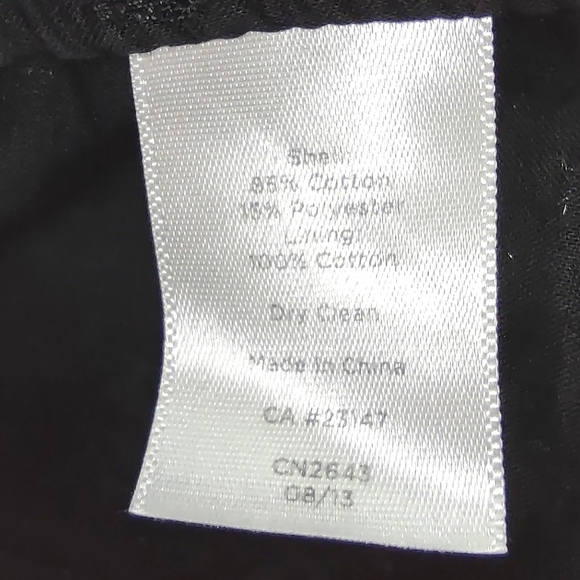 Shell:
85% Cotton
15% Polyester
Lining:
100% Cotton
Dry Clean
Made in China
CA #23147
CN2643
08/13